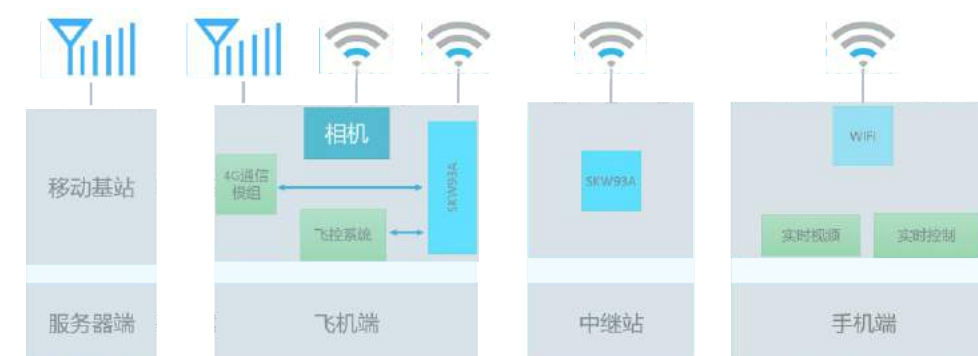 移动基站
相机
4G通信
模组
飞控系统
SKW93A
SKW93A
WIFI
实时视频
实时控制
服务器端
飞机端
中继站
手机端